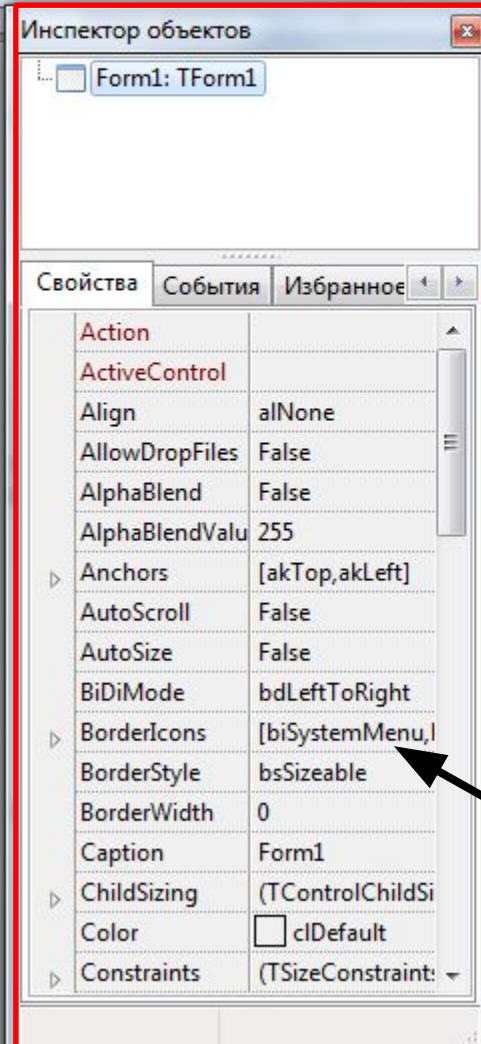 Инспектор объектов
Form1: TForm1
Свойства События Избранное
Action
ActiveControl
Align alNone
AllowDropFiles False
AlphaBlend False
AlphaBlendValu 255
Anchors [akTop,akLeft]
AutoScroll False
AutoSize False
BiDiMode bdLeftToRight
BorderIcons [biSystemMenu,
BorderStyle bsSizeable
BorderWidth 0
Caption Form1
ChildSizing (TControlChildSi
Color clDefault
Constraints (TSizeConstraint